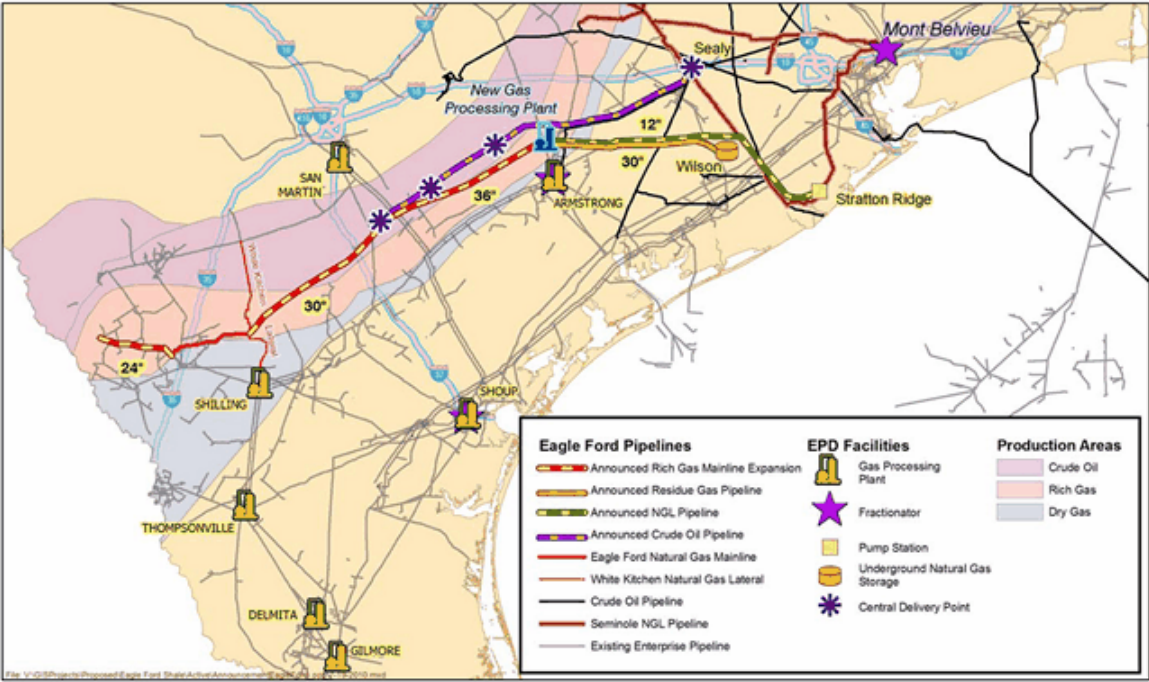 Mont Belvieu
Sealy
New Gas
Processing Plant
12"
30"
Wilson
SAN
MARTIN
36"
ARMSTRONG
Stratton Ridge
White Kitchen
Lateral
30"
24"
SHILLING
SHOUP
THOMPSONVILLE
DELMITA
GILMORE
35
10
37
Eagle Ford Pipelines
Announced Rich Gas Mainline Expansion
Announced Residue Gas Pipeline
Announced NGL Pipeline
Announced Crude Oil Pipeline
Eagle Ford Natural Gas Mainline
White Kitchen Natural Gas Lateral
Crude Oil Pipeline
Seminole NGL Pipeline
Existing Enterprise Pipeline
EPD Facilities
Gas Processing
Plant
Fractionator
Pump Station
Underground Natural Gas
Storage
Central Delivery Point
Production Areas
Crude Oil
Rich Gas
Dry Gas